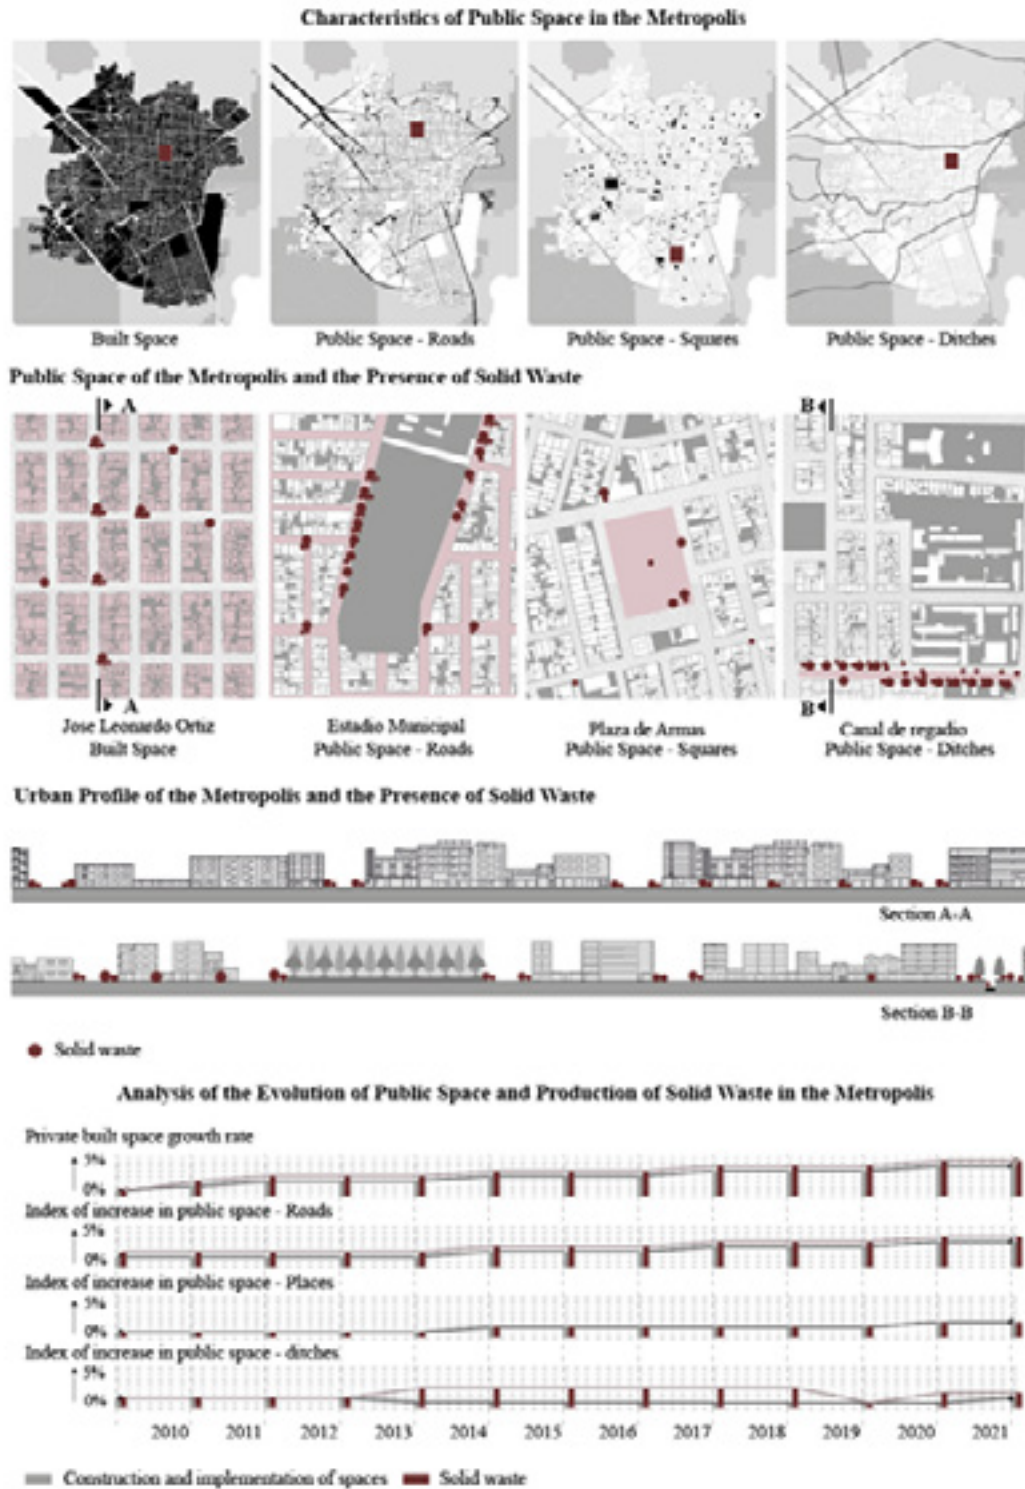 Characteristics of Public Space in the Metropolis
Built Space
Public Space - Roads
Public Space - Squares
Public Space - Ditches
Public Space of the Metropolis and the Presence of Solid Waste
A
B
A
B
Jose Leonardo Ortiz
Built Space
Estadio Municipal
Public Space - Roads
Plaza de Armas
Public Space - Squares
Canal de regadio
Public Space - Ditches
Urban Profile of the Metropolis and the Presence of Solid Waste
Section A-A
Section B-B
Solid waste
Analysis of the Evolution of Public Space and Production of Solid Waste in the Metropolis
Private built space growth rate
5%
0%
Index of increase in public space - Roads
5%
0%
Index of increase in public space - Places
5%
0%
Index of increase in public space - ditches
5%
0%
2010 2011 2012 2013 2014 2015 2016 2017 2018 2019 2020 2021
Construction and implementation of spaces Solid waste